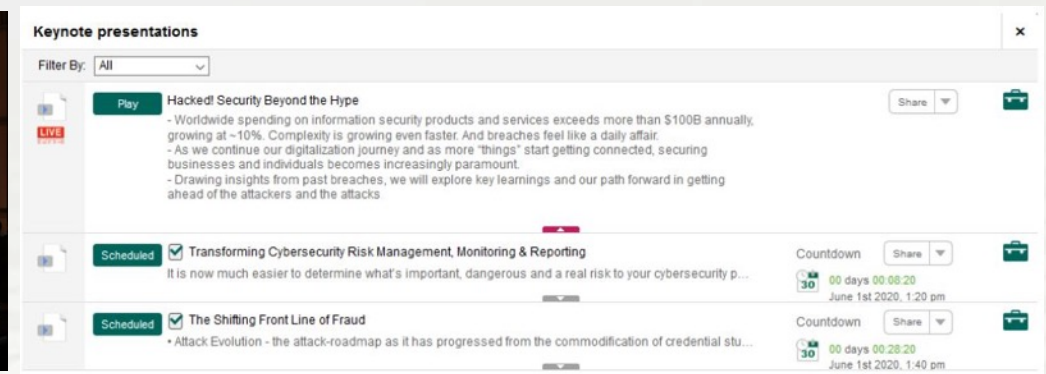 Keynote presentations
×
Filter By: All
Play
Hacked! Security Beyond the Hype
Share
LIVE
- Worldwide spending on information security products and services exceeds more than $100B annually,
growing at ~10%. Complexity is growing even faster. And breaches feel like a daily affair.
- As we continue our digitalization journey and as more "things" start getting connected, securing
businesses and individuals becomes increasingly paramount.
- Drawing insights from past breaches, we will explore key learnings and our path forward in getting
ahead of the attackers and the attacks
Scheduled
Transforming Cybersecurity Risk Management, Monitoring & Reporting
Countdown
Share
It is now much easier to determine what's important, dangerous and a real risk to your cybersecurity p...
30
00 days 00:08:20
June 1st 2020, 1:20 pm
Scheduled
The Shifting Front Line of Fraud
Countdown
Share
• Attack Evolution - the attack-roadmap as it has progressed from the commodification of credential stu...
30
00 days 00:28:20
June 1st 2020, 1:40 pm